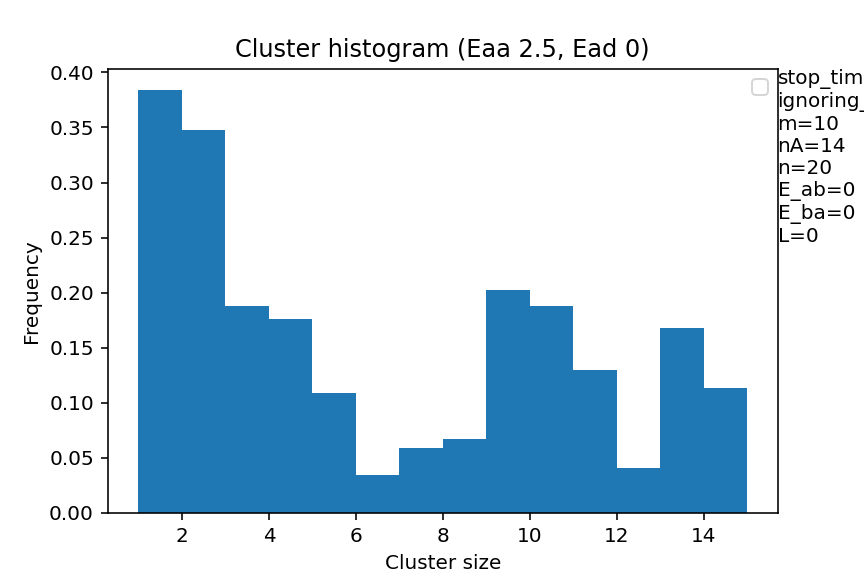 Cluster histogram (Eaa 2.5, Ead 0)
0.40
0.35
0.30
0.25
0.20
0.15
0.10
0.05
0.00
Frequency
2 4 6 8 10 12 14
Cluster size
stop_tim
ignoring_
m=10
nA=14
n=20
E_ab=0
E_ba=0
L=0